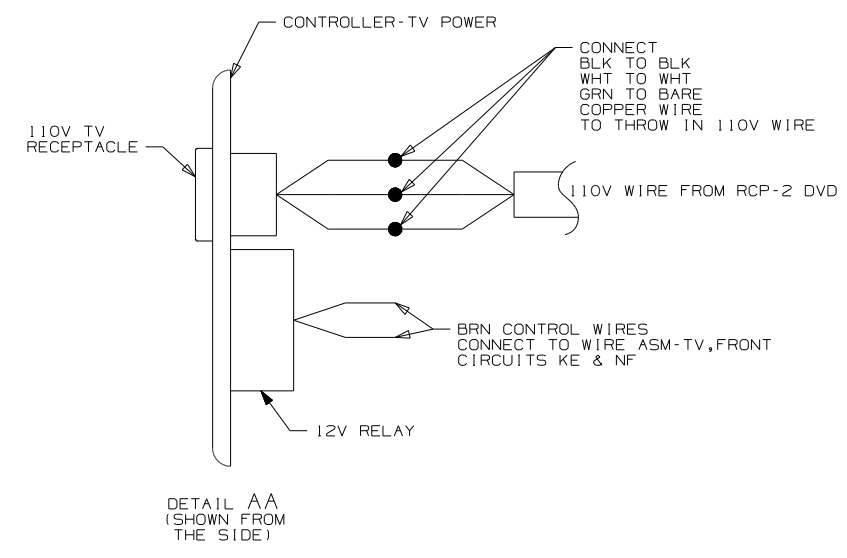 CONTROLLER-TV POWER
CONNECT
BLK TO BLK
WHT TO WHT
GRN TO BARE
COPPER WIRE
TO THROW IN 110V WIRE
110V TV
RECEPTACLE
110V WIRE FROM RCP-2 DVD
BRN CONTROL WIRES
CONNECT TO WIRE ASM-TV,FRONT
CIRCUITS KE & NF
12V RELAY
DETAIL AA
(SHOWN FROM
THE SIDE)